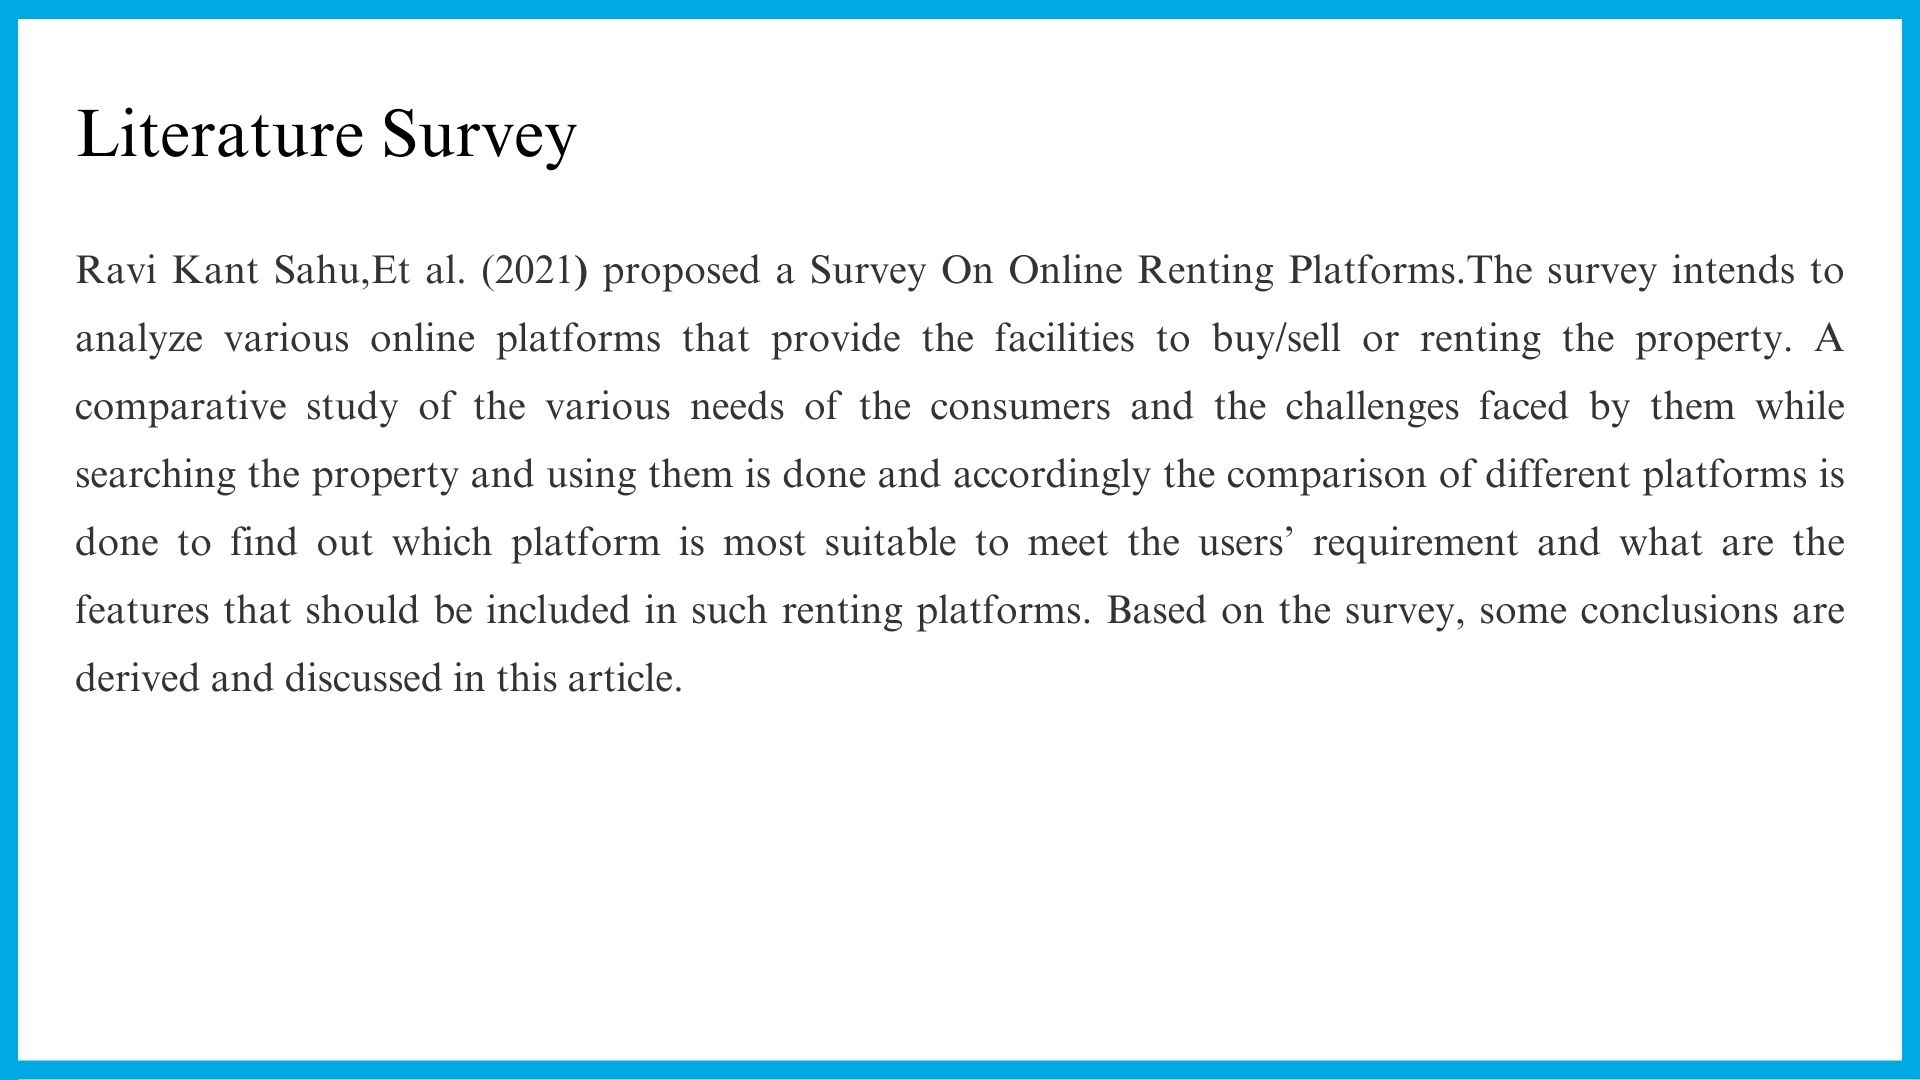 Literature Survey
Ravi Kant Sahu,Et al. (2021) proposed a Survey On Online Renting Platforms.The survey intends to
analyze various online platforms that provide the facilities to buy/sell or renting the property. A
comparative study of the various needs of the consumers and the challenges faced by them while
searching the property and using them is done and accordingly the comparison of different platforms is
done to find out which platform is most suitable to meet the users’ requirement and what are the
features that should be included in such renting platforms. Based on the survey, some conclusions are
derived and discussed in this article.